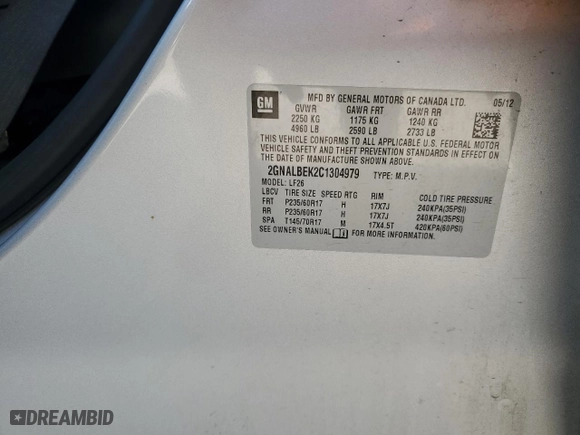 GM
MFD BY GENERAL MOTORS OF CANADA LTD. 05/12
GVWR GAWR FRT GAWR RR
2250 KG 1175 KG 1240 KG
4960 LB 2590 LB 2733 LB
THIS VEHICLE CONFORMS TO ALL APPLICABLE U.S. FEDERAL MOTOR
VEHICLE SAFETY AND THEFT PREVENTION STANDARDS IN EFFECT ON
THE DATE OF MANUFACTURE SHOWN ABOVE.
2GNALBEK2C1304979 TYPE: M.P.V.
MODEL: LF26
LBCV TIRE SIZE SPEED RTG RIM COLD TIRE PRESSURE
FRT P235/60R17 H 17X7J 240KPA(35PSI)
RR P235/60R17 H 17X7J 240KPA(35PSI)
SPA T145/70R17 M 17X4.5T 420KPA(60PSI)
SEE OWNER'S MANUAL FOR MORE INFORMATION.
DREAMBID